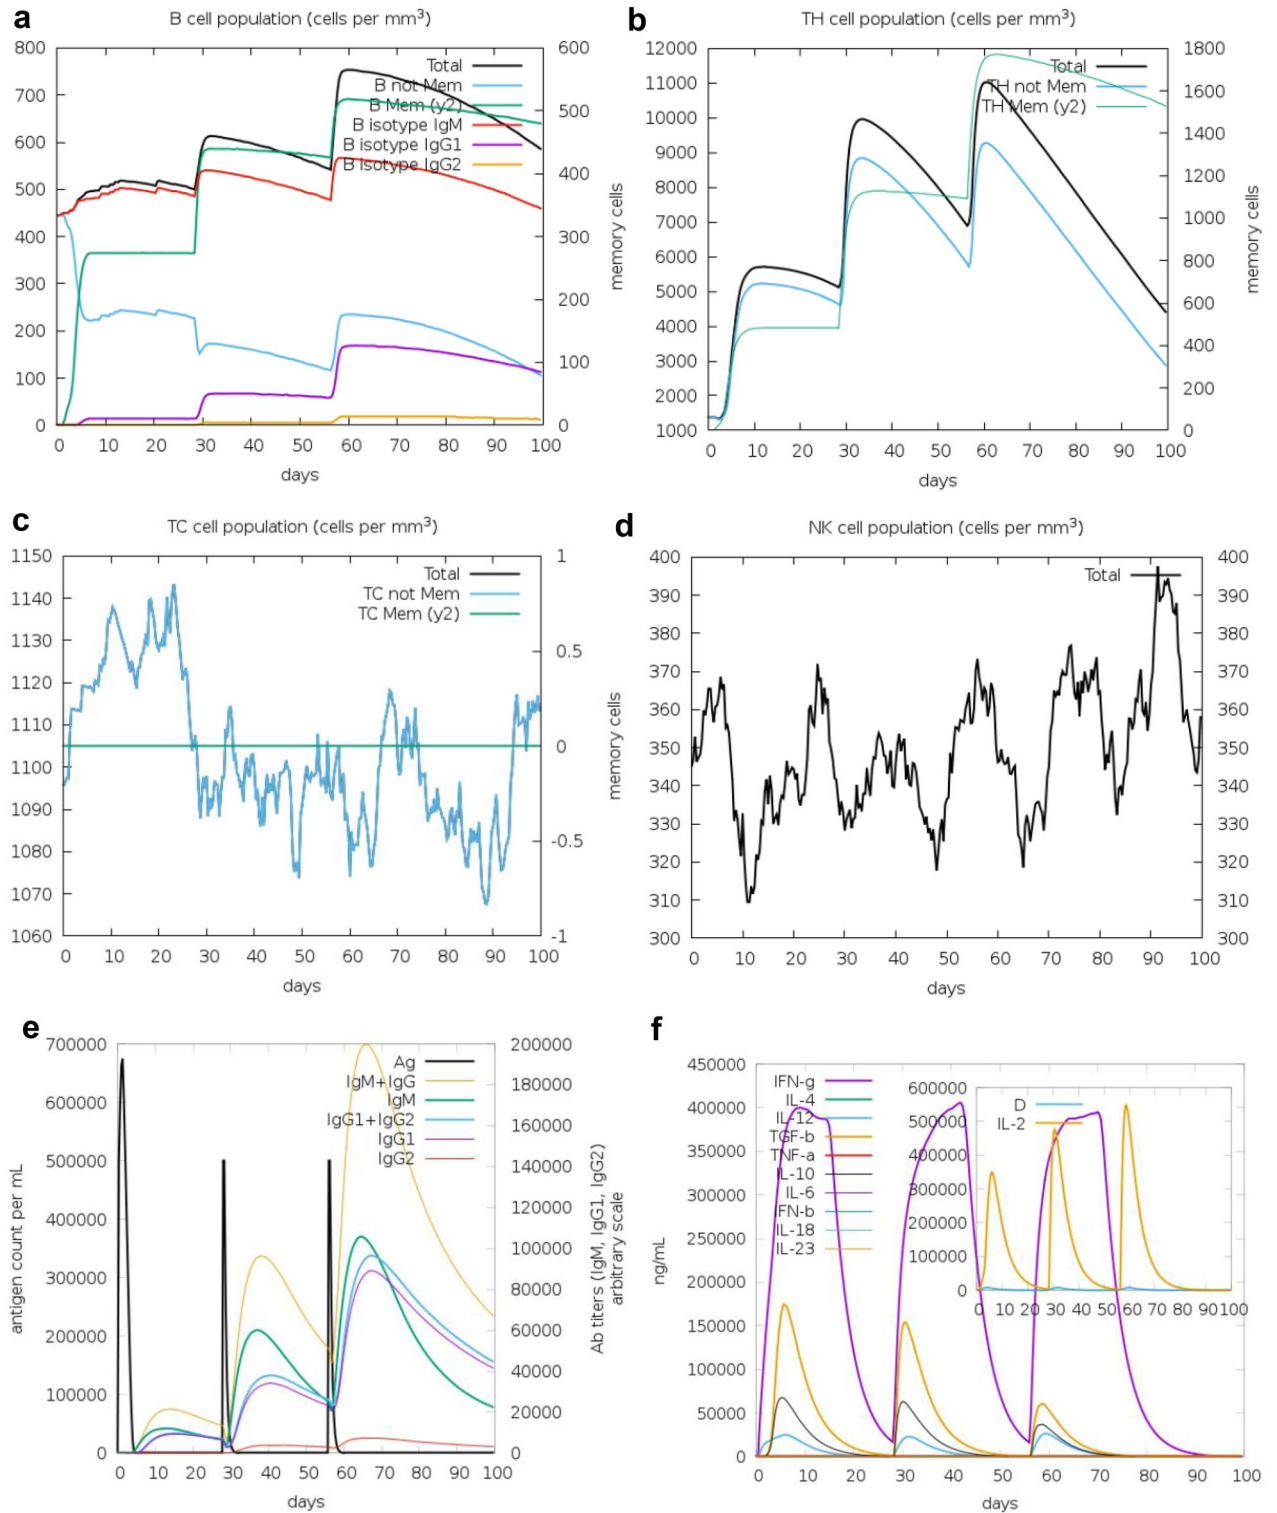 a
B cell population (cells per mm³)
800
700
600
500
400
300
200
100
0
600
500
400
300
200
100
0
Total
B not Mem
B Mem (y2)
B isotype IgM
B isotype IgG1
B isotype IgG2
memory cells
0 10 20 30 40 50 60 70 80 90 100
days
b
TH cell population (cells per mm³)
12000
11000
10000
9000
8000
7000
6000
5000
4000
3000
2000
1000
1800
1600
1400
1200
1000
800
600
400
200
0
Total
TH not Mem
TH Mem (y2)
memory cells
0 10 20 30 40 50 60 70 80 90 100
days
c
TC cell population (cells per mm³)
1150
1140
1130
1120
1110
1100
1090
1080
1070
1060
1
0.5
0
-0.5
-1
Total
TC not Mem
TC Mem (y2)
memory cells
0 10 20 30 40 50 60 70 80 90 100
days
d
NK cell population (cells per mm³)
400
390
380
370
360
350
340
330
320
310
300
400
390
380
370
360
350
340
330
320
310
300
Total
0 10 20 30 40 50 60 70 80 90 100
days
e
700000
600000
500000
400000
300000
200000
100000
0
200000
180000
160000
140000
120000
100000
80000
60000
40000
20000
0
antigen count per mL
Ag
IgM+IgG
IgM
IgG1+IgG2
IgG1
IgG2
Ab titers (IgM, IgG1, IgG2)
arbitrary scale
0 10 20 30 40 50 60 70 80 90 100
days
f
450000
400000
350000
300000
250000
200000
150000
100000
50000
0
ng/mL
IFN-g
IL-4
IL-12
TGF-b
TNF-a
IL-10
IL-6
IFN-b
IL-18
IL-23
600000
500000
400000
300000
200000
100000
0
D
IL-2
0 10 20 30 40 50 60 70 80 90 100
0 10 20 30 40 50 60 70 80 90 100
days